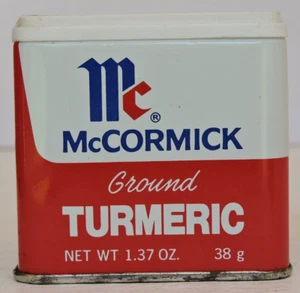 Mc®
McCORMICK
Ground
TURMERIC
NET WT 1.37 OZ. 38 g